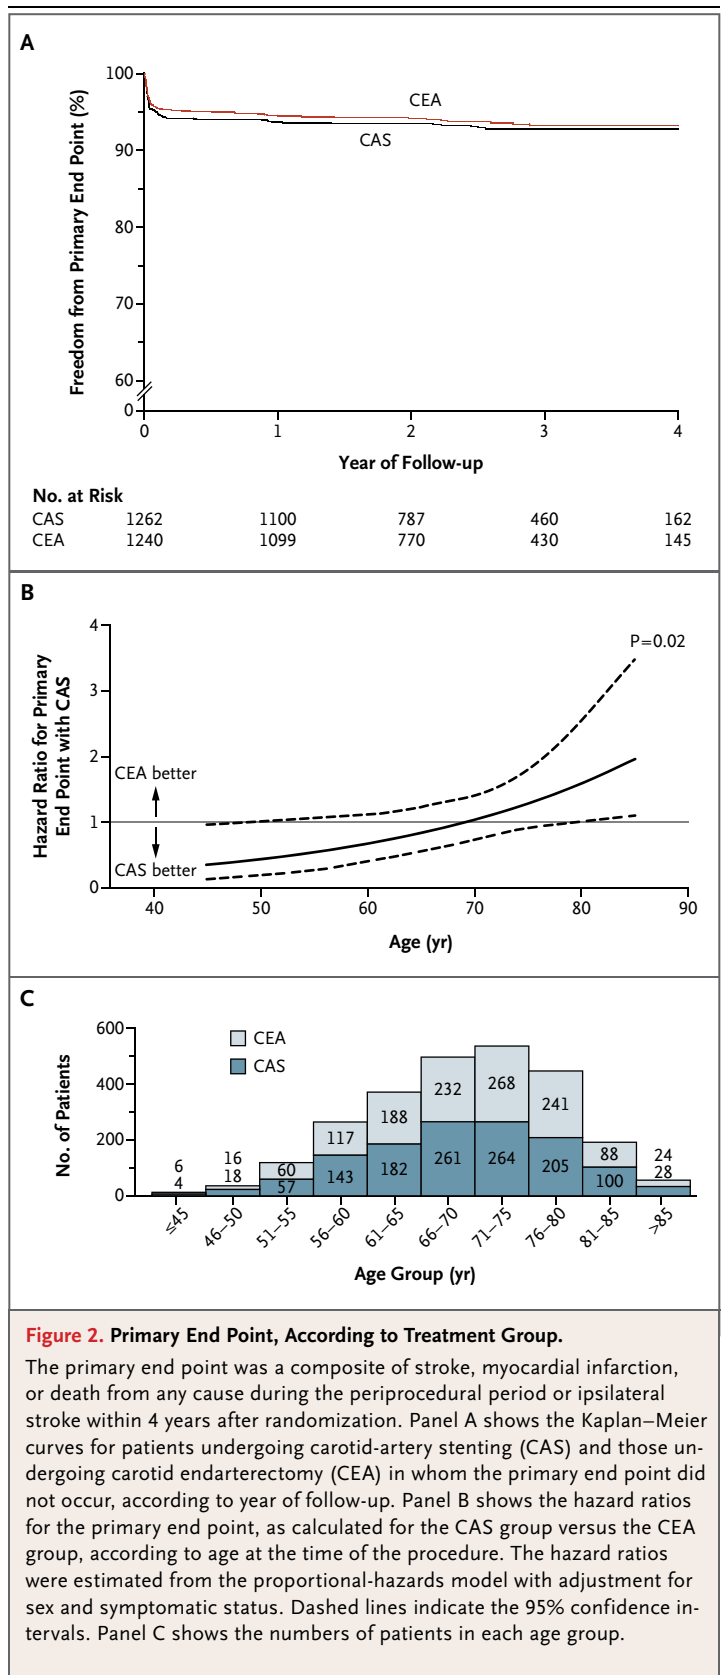 A
100
90
80
70
60
0
Freedom from Primary End Point (%)
CEA
CAS
0 1 2 3 4
Year of Follow-up
No. at Risk
CAS 1262 1100 787 460 162
CEA 1240 1099 770 430 145
B
4
3
2
1
0
Hazard Ratio for Primary
End Point with CAS
P=0.02
CEA better
CAS better
40 50 60 70 80 90
Age (yr)
C
600
400
200
0
No. of Patients
CEA
CAS
6 16 60 117 188 232 268 241 88 24
4 18 57 143 182 261 264 205 100 28
≤45 46–50 51–55 56–60 61–65 66–70 71–75 76–80 81–85 >85
Age Group (yr)
Figure 2. Primary End Point, According to Treatment Group.
The primary end point was a composite of stroke, myocardial infarction,
or death from any cause during the periprocedural period or ipsilateral
stroke within 4 years after randomization. Panel A shows the Kaplan–Meier
curves for patients undergoing carotid-artery stenting (CAS) and those un-
dergoing carotid endarterectomy (CEA) in whom the primary end point did
not occur, according to year of follow-up. Panel B shows the hazard ratios
for the primary end point, as calculated for the CAS group versus the CEA
group, according to age at the time of the procedure. The hazard ratios
were estimated from the proportional-hazards model with adjustment for
sex and symptomatic status. Dashed lines indicate the 95% confidence in-
tervals. Panel C shows the numbers of patients in each age group.